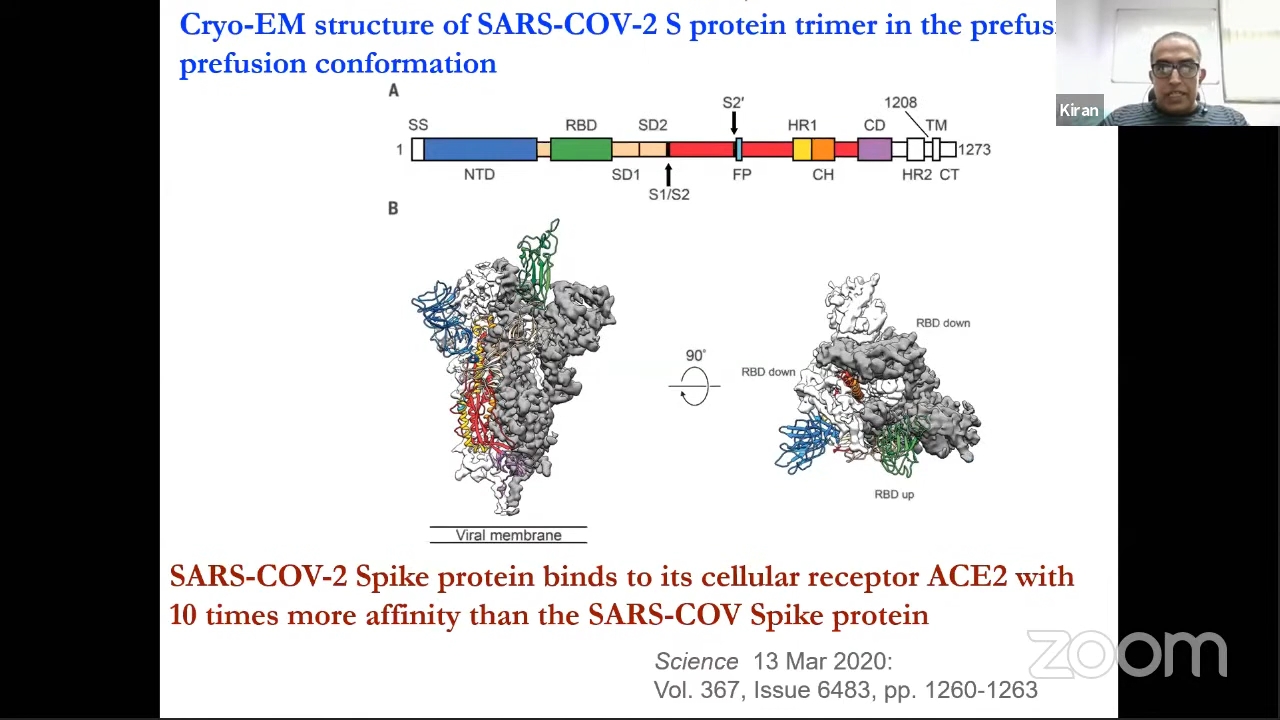 Cryo-EM structure of SARS-COV-2 S protein trimer in the prefusi
prefusion conformation
Kiran
A
S2′
1208
SS
RBD
SD2
HR1
CD
TM
1
1273
NTD
SD1
FP
CH
HR2
CT
S1/S2
B
RBD down
90°
RBD down
RBD up
Viral membrane
SARS-COV-2 Spike protein binds to its cellular receptor ACE2 with
10 times more affinity than the SARS-COV Spike protein
zoom
Science 13 Mar 2020:
Vol. 367, Issue 6483, pp. 1260-1263